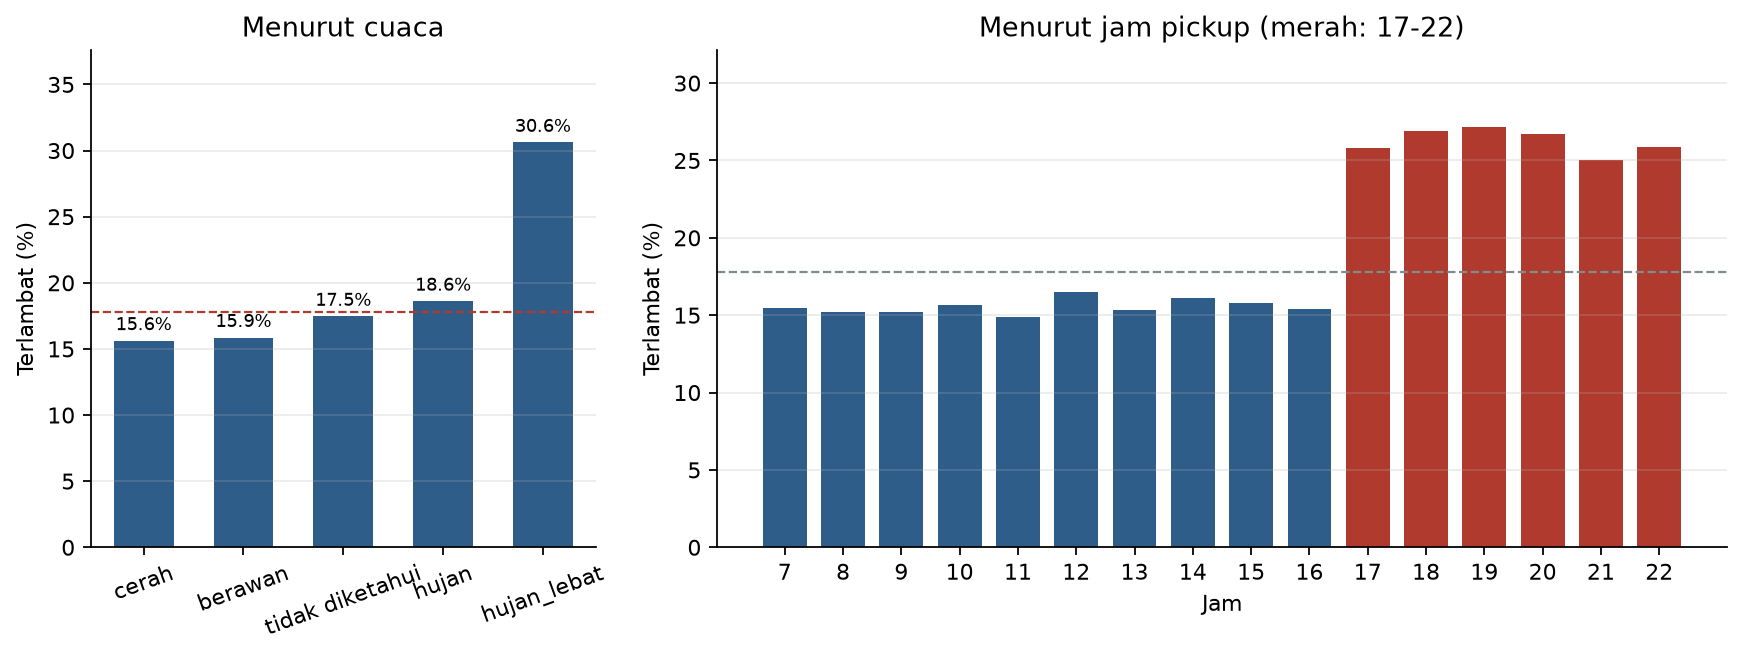 Menurut cuaca
Terlambat (%)
35
30
25
20
15
10
5
0
15.6%
15.9%
17.5%
18.6%
30.6%
cerah
berawan
tidak diketahui
hujan
hujan_lebat
Menurut jam pickup (merah: 17-22)
Terlambat (%)
30
25
20
15
10
5
0
7 8 9 10 11 12 13 14 15 16 17 18 19 20 21 22
Jam